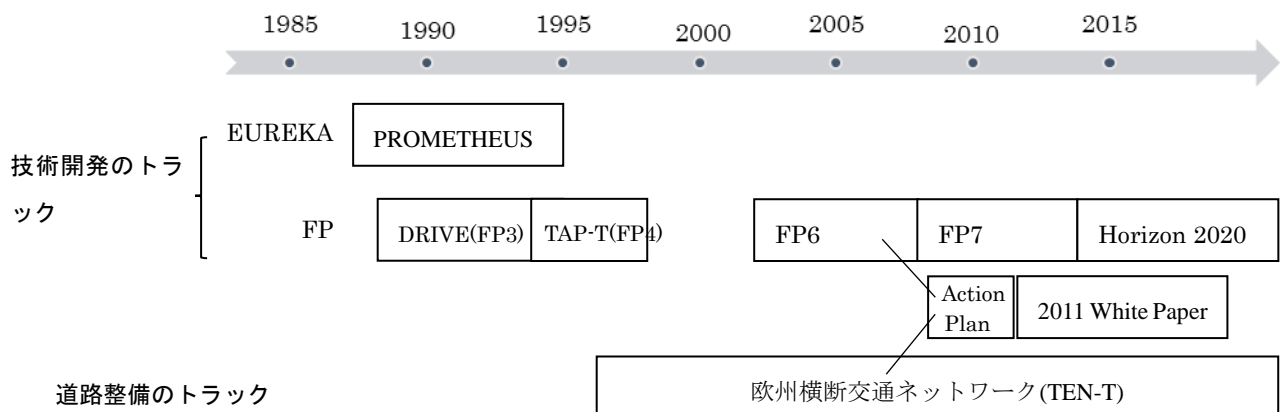 1985 1990 1995 2000 2005 2010 2015
EUREKA PROMETHEUS
技術開発のトラ
ック
FP DRIVE(FP3) TAP-T(FP4) FP6 FP7 Horizon 2020
Action
Plan
2011 White Paper
道路整備のトラック 欧州横断交通ネットワーク(TEN-T)